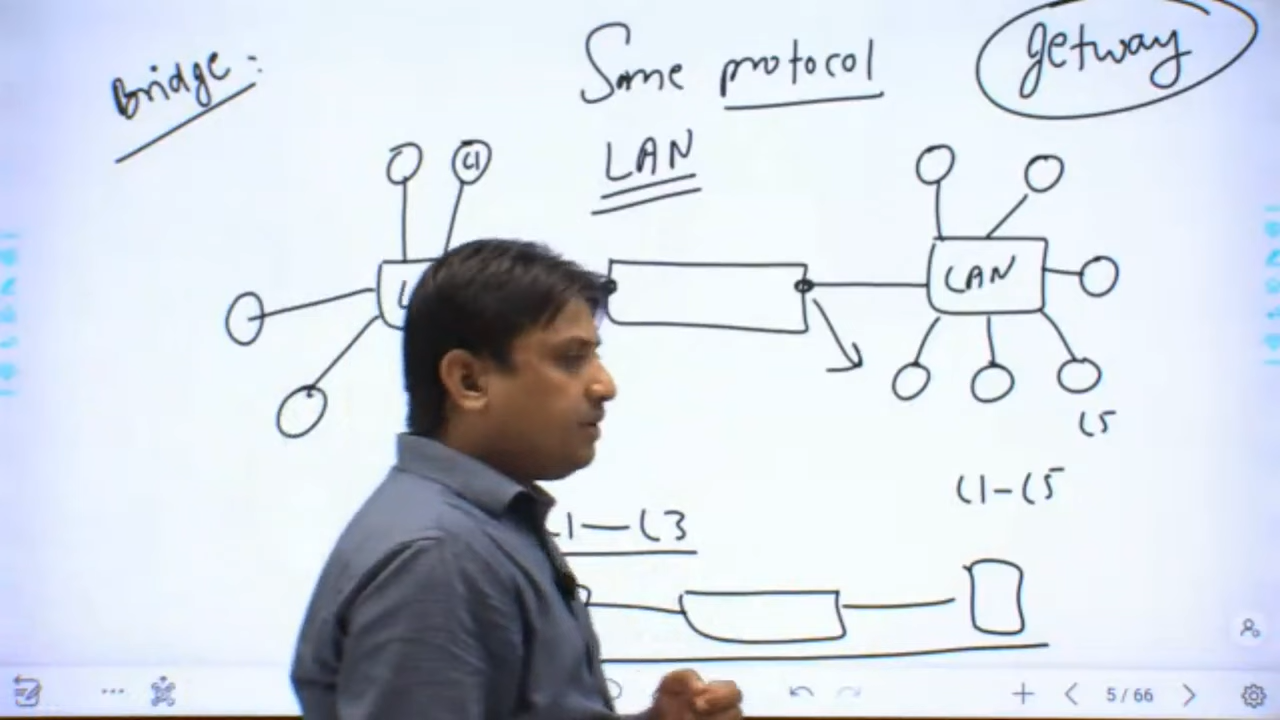 Bridge:
Same protocol
getway
LAN
C1
LAN
C5
C1-C5
C1-C3
5/66